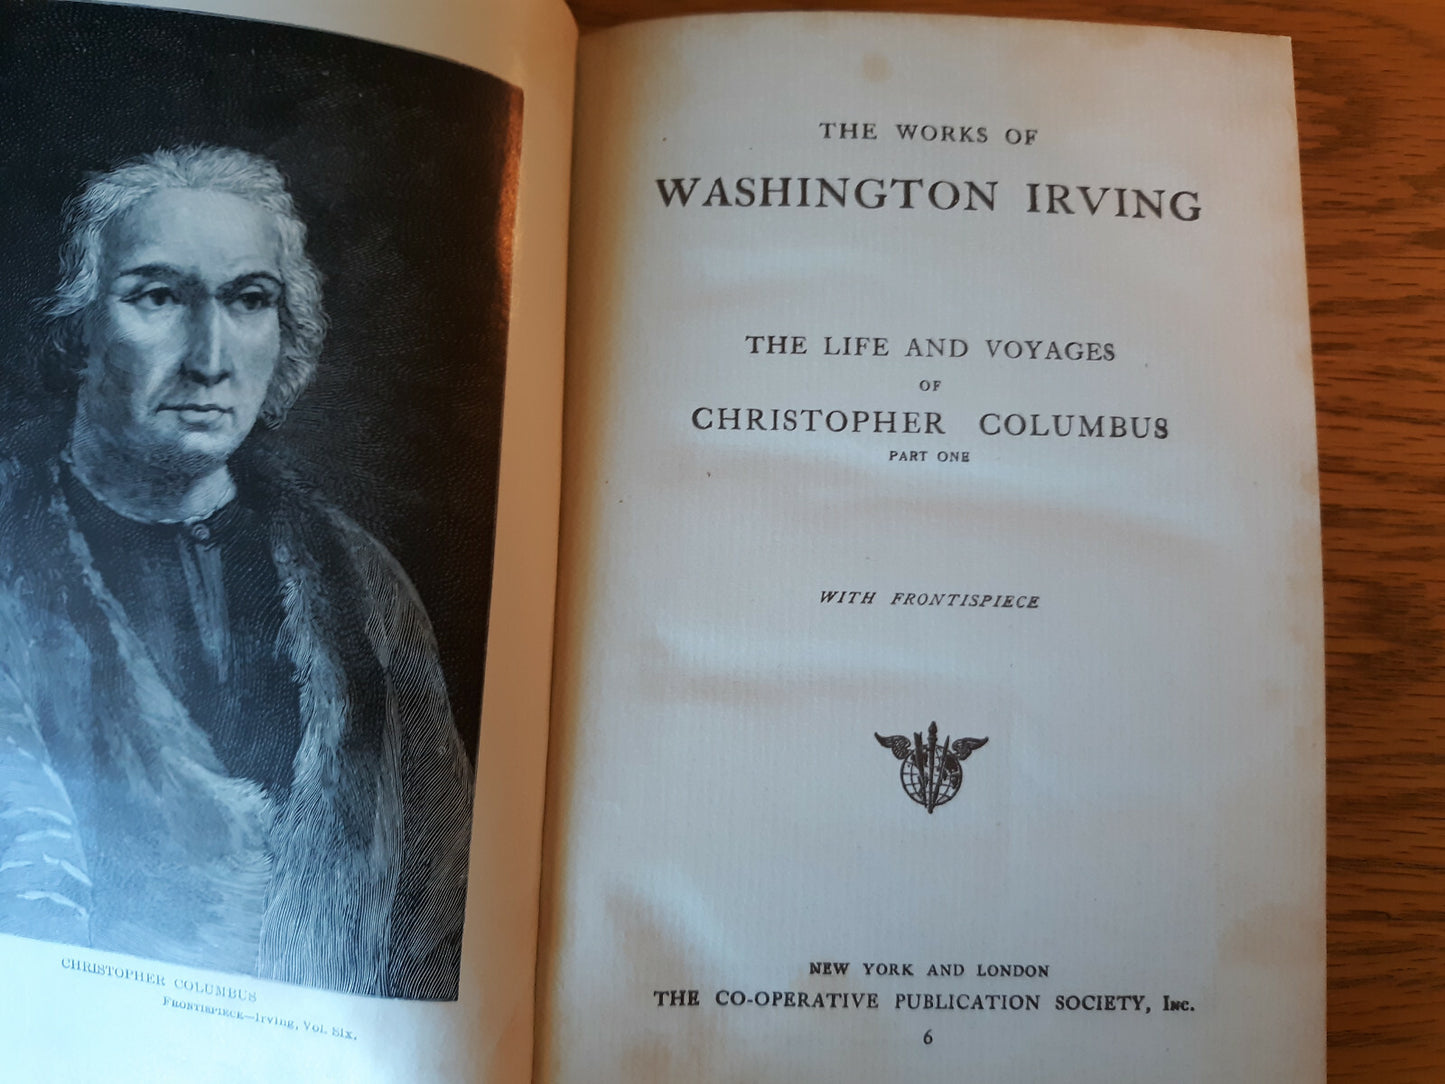 CHRISTOPHER COLUMBUS
FRONTISPIECE—Irving, Vol. Six.
THE WORKS OF
WASHINGTON IRVING
THE LIFE AND VOYAGES
OF
CHRISTOPHER COLUMBUS
PART ONE
WITH FRONTISPIECE
NEW YORK AND LONDON
THE CO-OPERATIVE PUBLICATION SOCIETY, INC.
6